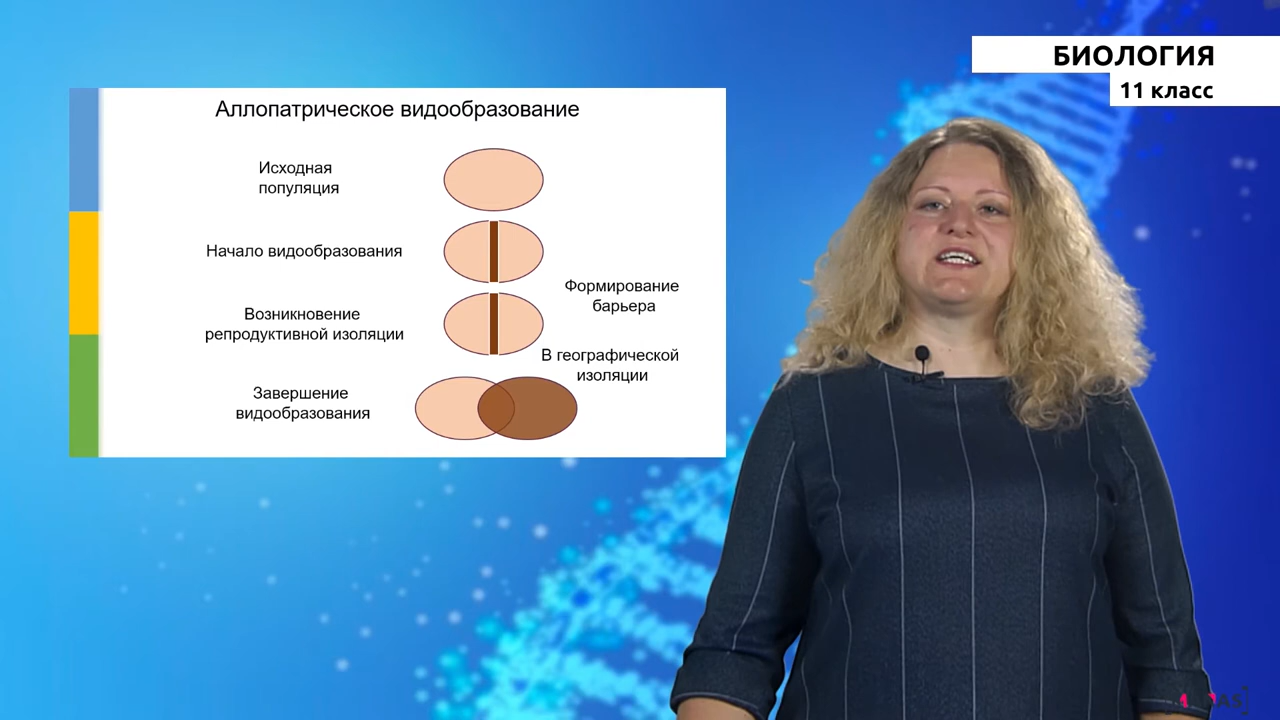 БИОЛОГИЯ
11 класс
Аллопатрическое видообразование
Исходная
популяция
Начало видообразования
Формирование
барьера
Возникновение
репродуктивной изоляции
В географической
изоляции
Завершение
видообразования